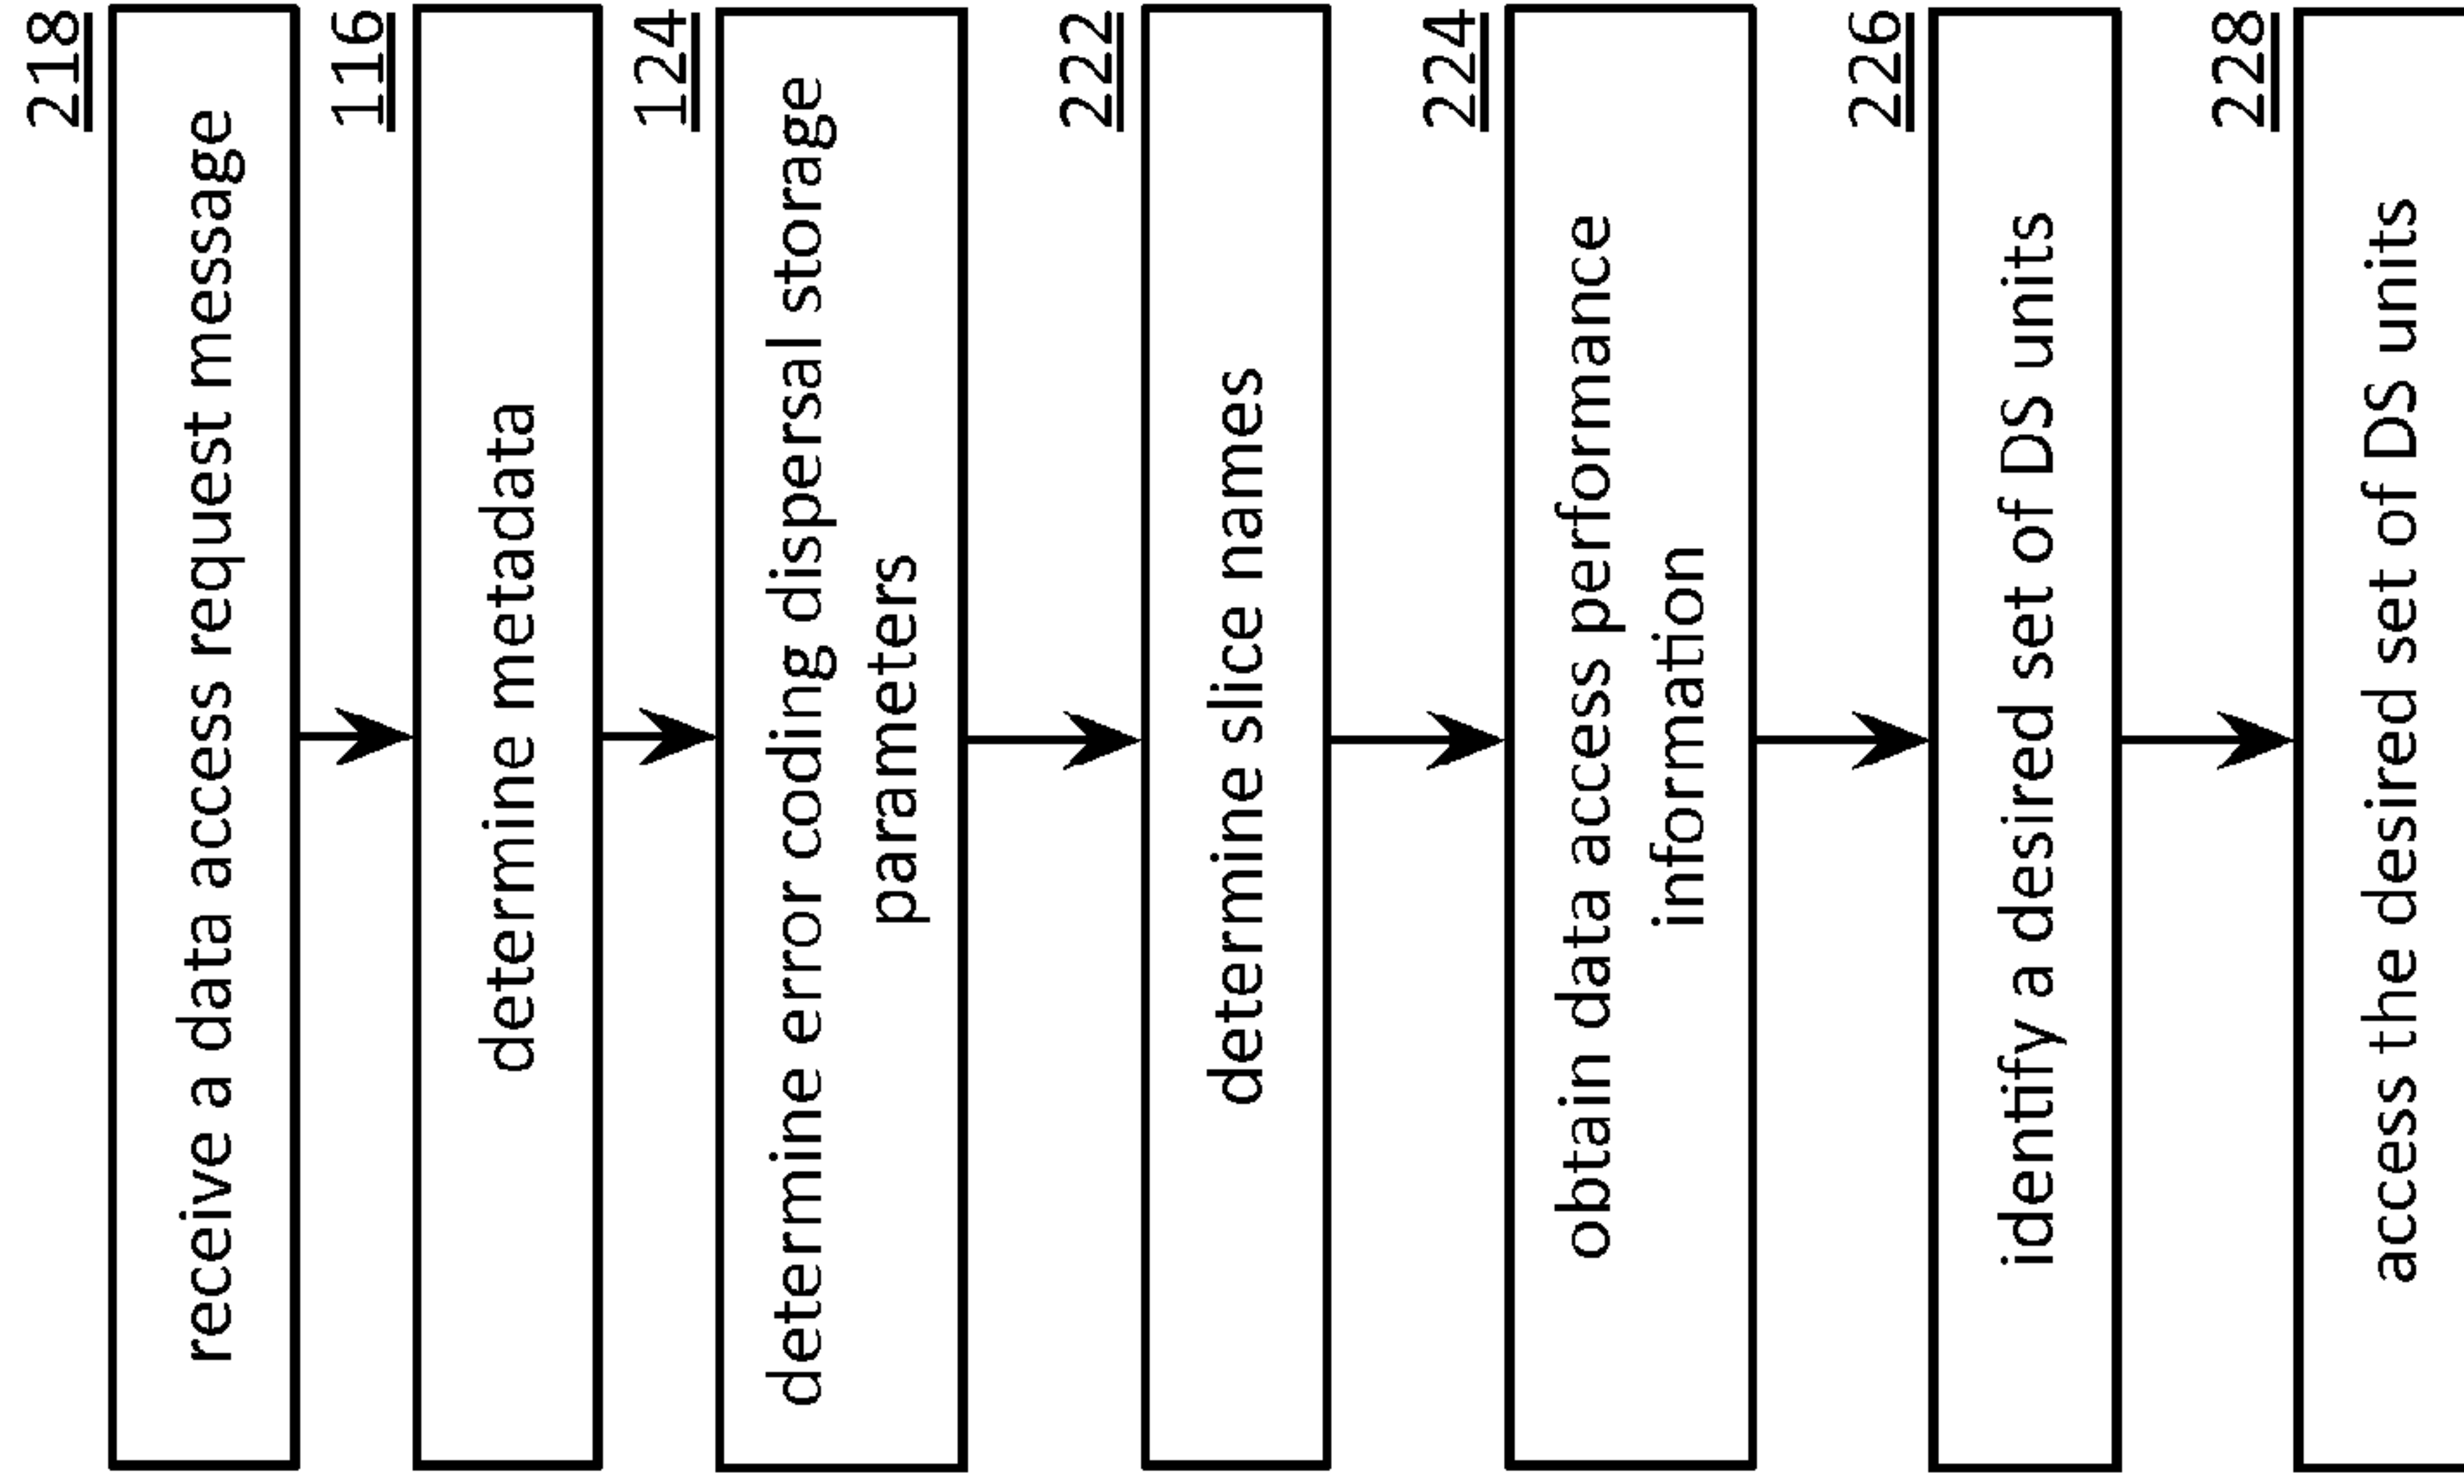 218
receive a data access request message
116
determine metadata
124
determine error coding dispersal storage
parameters
222
determine slice names
224
obtain data access performance
information
226
identify a desired set of DS units
228
access the desired set of DS units